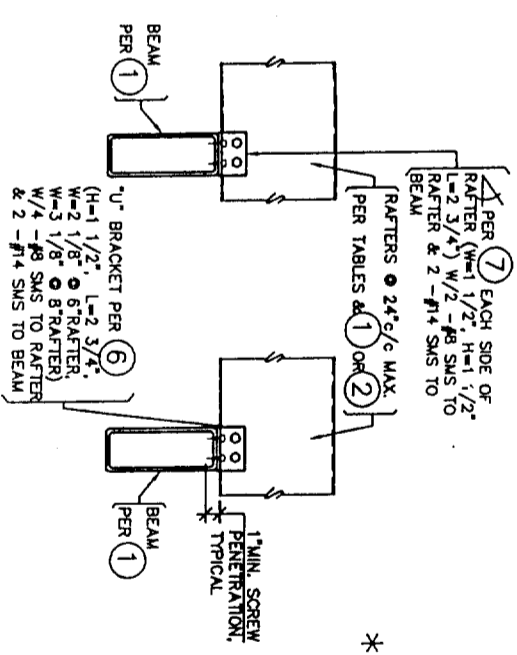 ∠ PER 7 EACH SIDE OF
RAFTER (W=1 1/2", H=1 1/2"
L=2 3/4") W/2 -#8 SMS TO
RAFTER & 2 -#14 SMS TO
BEAM
RAFTERS @ 24"c/c MAX.
PER TABLES & 1 OR 2
BEAM
PER 1
"U" BRACKET PER 6
(H=1 1/2", L=2 3/4",
W=2 1/8" @ 6"RAFTER,
W=3 1/8" @ 8"RAFTER)
W/4 -#8 SMS TO RAFTER
& 2 -#14 SMS TO BEAM
BEAM
PER 1
1"MIN. SCREW
PENETRATION,
TYPICAL
*